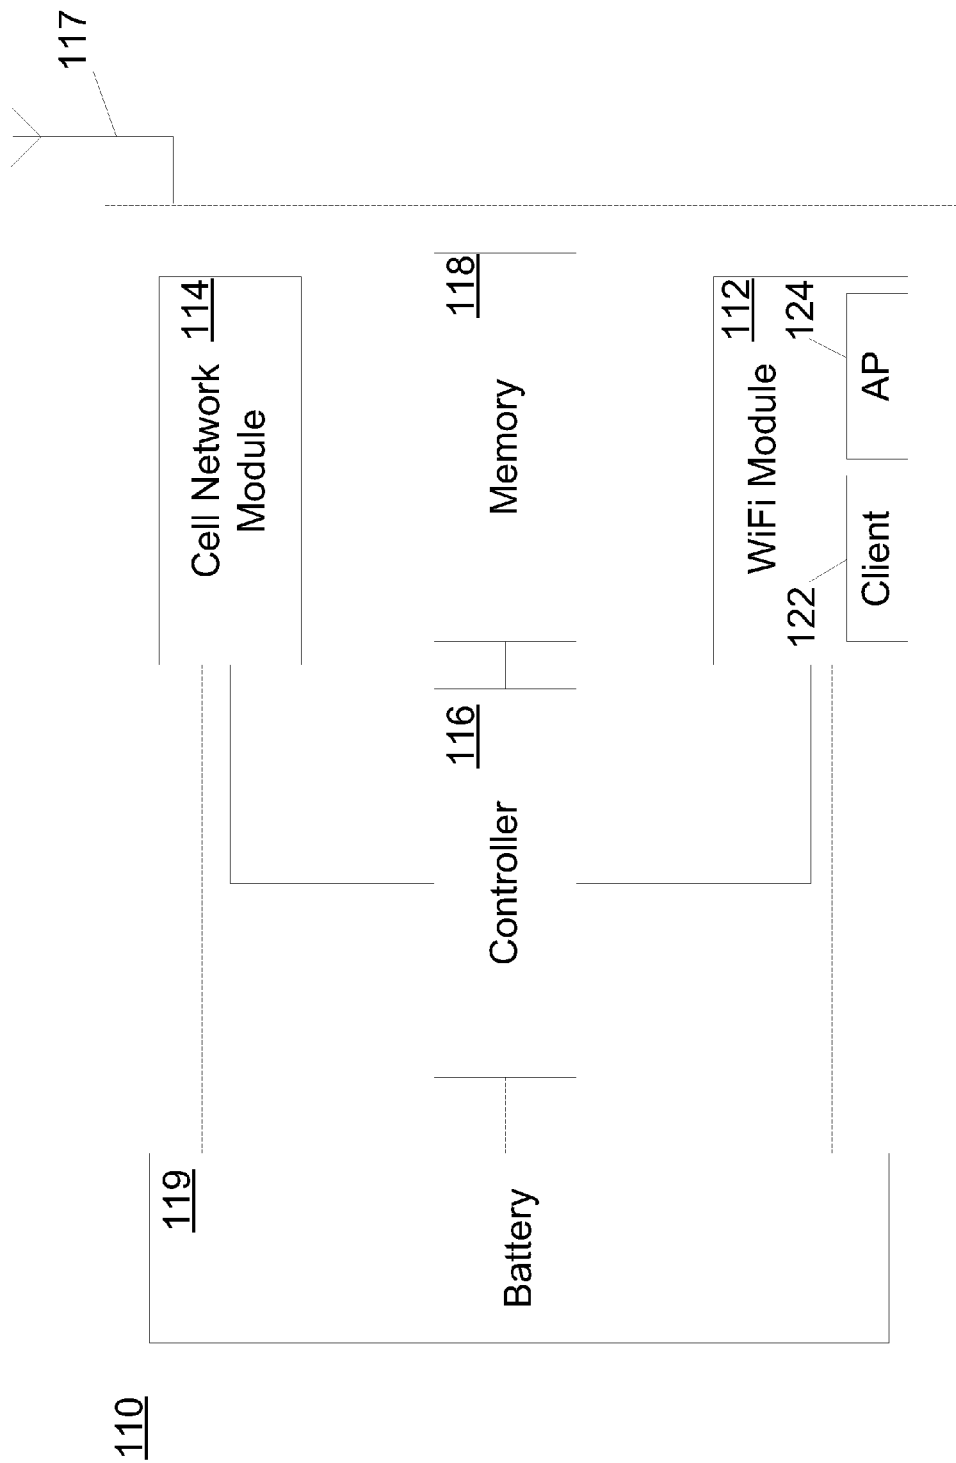 110
119
Battery
Controller
116
Memory
118
Cell Network
Module
114
WiFi Module
112
122
Client
124
AP
117